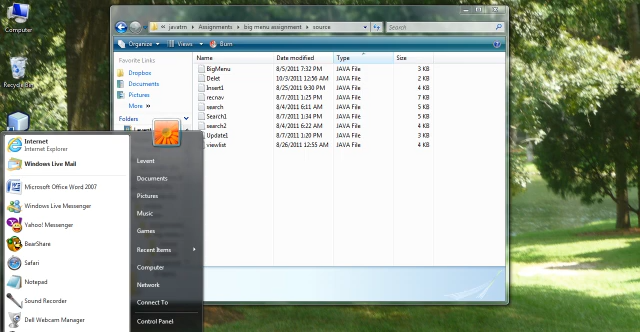 Computer
Recycle Bin
javatm
Assignments
big menu assignment
source
Search
Organize
Views
Burn
Favorite Links
Dropbox
Documents
Pictures
More »
Folders
Name Date modified Type Size
BigMenu 8/5/2011 7:32 PM JAVA File 3 KB
Delet 10/3/2011 12:56 AM JAVA File 2 KB
Insert1 8/25/2011 9:30 PM JAVA File 4 KB
recnav 8/7/2011 1:25 PM JAVA File 7 KB
search 8/4/2011 6:11 AM JAVA File 5 KB
Search1 8/7/2011 1:34 PM JAVA File 5 KB
search2 8/4/2011 6:22 AM JAVA File 4 KB
Update1 8/7/2011 1:20 PM JAVA File 4 KB
viewlist 8/26/2011 12:55 AM JAVA File 4 KB
Internet
Internet Explorer
Windows Live Mail
Microsoft Office Word 2007
Windows Live Messenger
Yahoo! Messenger
BearShare
Safari
Notepad
Sound Recorder
Dell Webcam Manager
Levent
Documents
Pictures
Music
Games
Recent Items
Computer
Network
Connect To
Control Panel